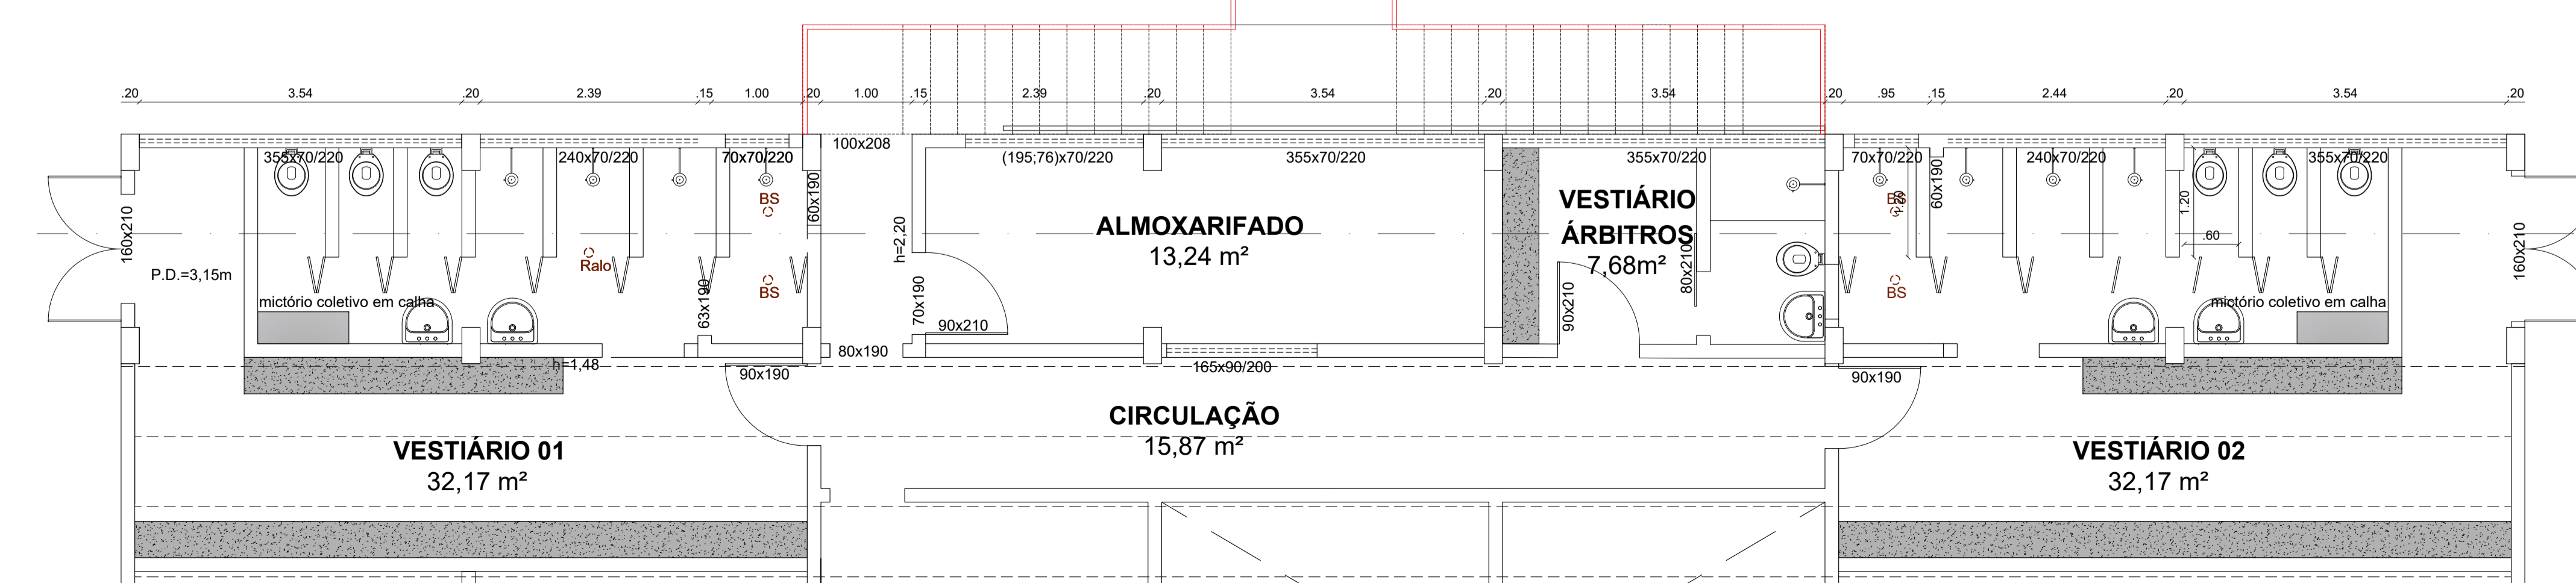 .20 3.54 .20 2.39 .15 1.00 .20 1.00 .15 2.39 .20 3.54 .20 3.54 .20 .95 .15 2.44 .20 3.54 .20
355x70/220 240x70/220 70x70/220 100x208 (195;76)x70/220 355x70/220 355x70/220 70x70/220 240x70/220 355x70/220
160x210
P.D.=3,15m
mictório coletivo em calha
Ralo
BS
BS
60x190
63x190
h=1,48
90x190
h=2,20
70x190
80x190
90x210
ALMOXARIFADO
13,24 m²
165x90/200
VESTIÁRIO
ÁRBITROS
7,68m²
90x210
80x210
BS
1.20
BS
60x190
1.20
.60
mictório coletivo em calha
160x210
90x190
CIRCULAÇÃO
15,87 m²
VESTIÁRIO 01
32,17 m²
VESTIÁRIO 02
32,17 m²